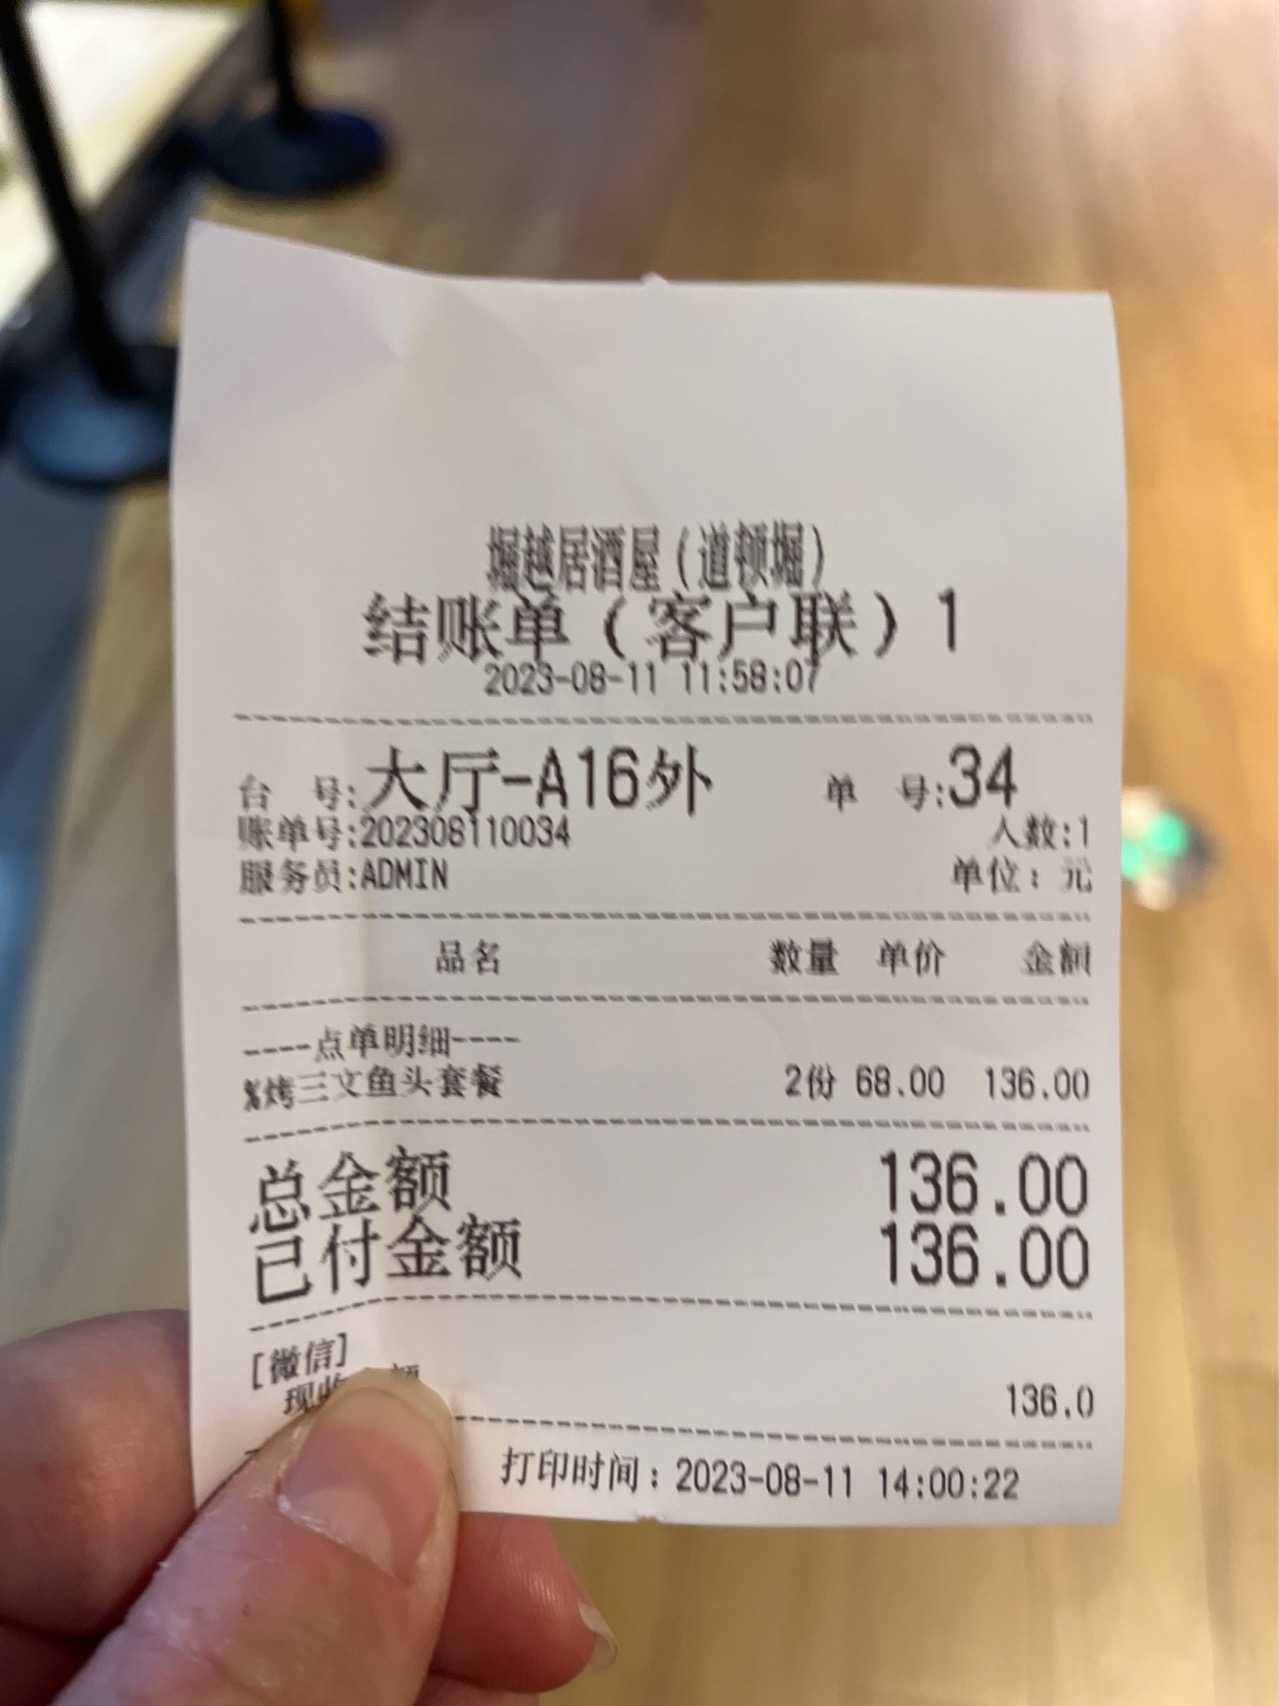 堀越居酒屋（道顿堀）
结账单（客户联）1
2023-08-11 11:58:07
台 号:大厅-A16外 单 号:34
账单号:202308110034 人数:1
服务员:ADMIN 单位：元
品名 数量 单价 金额
----点单明细----
%烤三文鱼头套餐 2份 68.00 136.00
总金额 136.00
已付金额 136.00
[微信]
现收 额 136.0
打印时间：2023-08-11 14:00:22